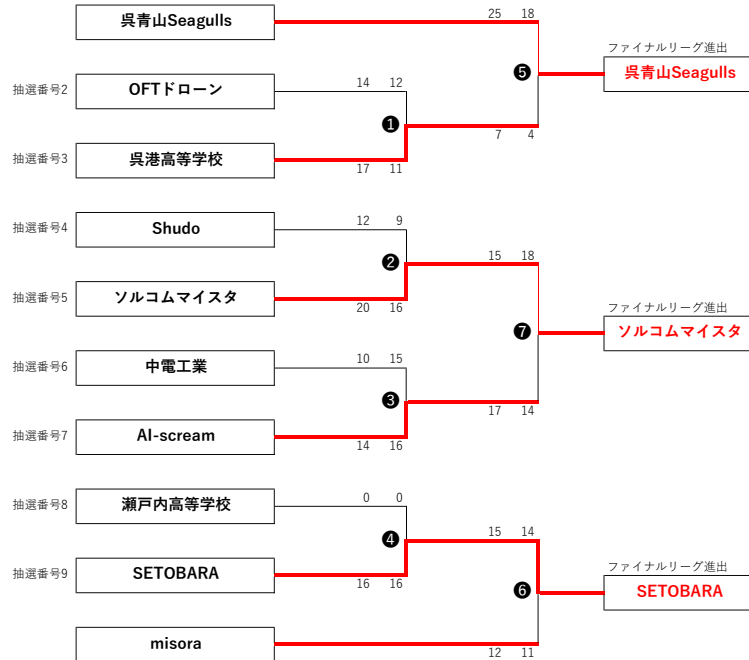 呉青山Seagulls
25 18
ファイナルリーグ進出
呉青山Seagulls
❺
抽選番号2
OFTドローン
14 12
❶
7 4
抽選番号3
呉港高等学校
17 11
抽選番号4
Shudo
12 9
❷
15 18
抽選番号5
ソルコムマイスタ
20 16
ファイナルリーグ進出
ソルコムマイスタ
❼
抽選番号6
中電工業
10 15
❸
17 14
抽選番号7
AI-scream
14 16
抽選番号8
瀬戸内高等学校
0 0
❹
15 14
抽選番号9
SETOBARA
16 16
ファイナルリーグ進出
SETOBARA
❻
misora
12 11